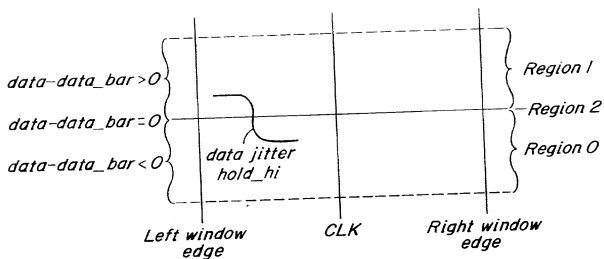 data-data_bar>0
data-data_bar=0
data-data_bar<0
data jitter
hold_hi
Region 1
Region 2
Region 0
Left window
edge
CLK
Right window
edge